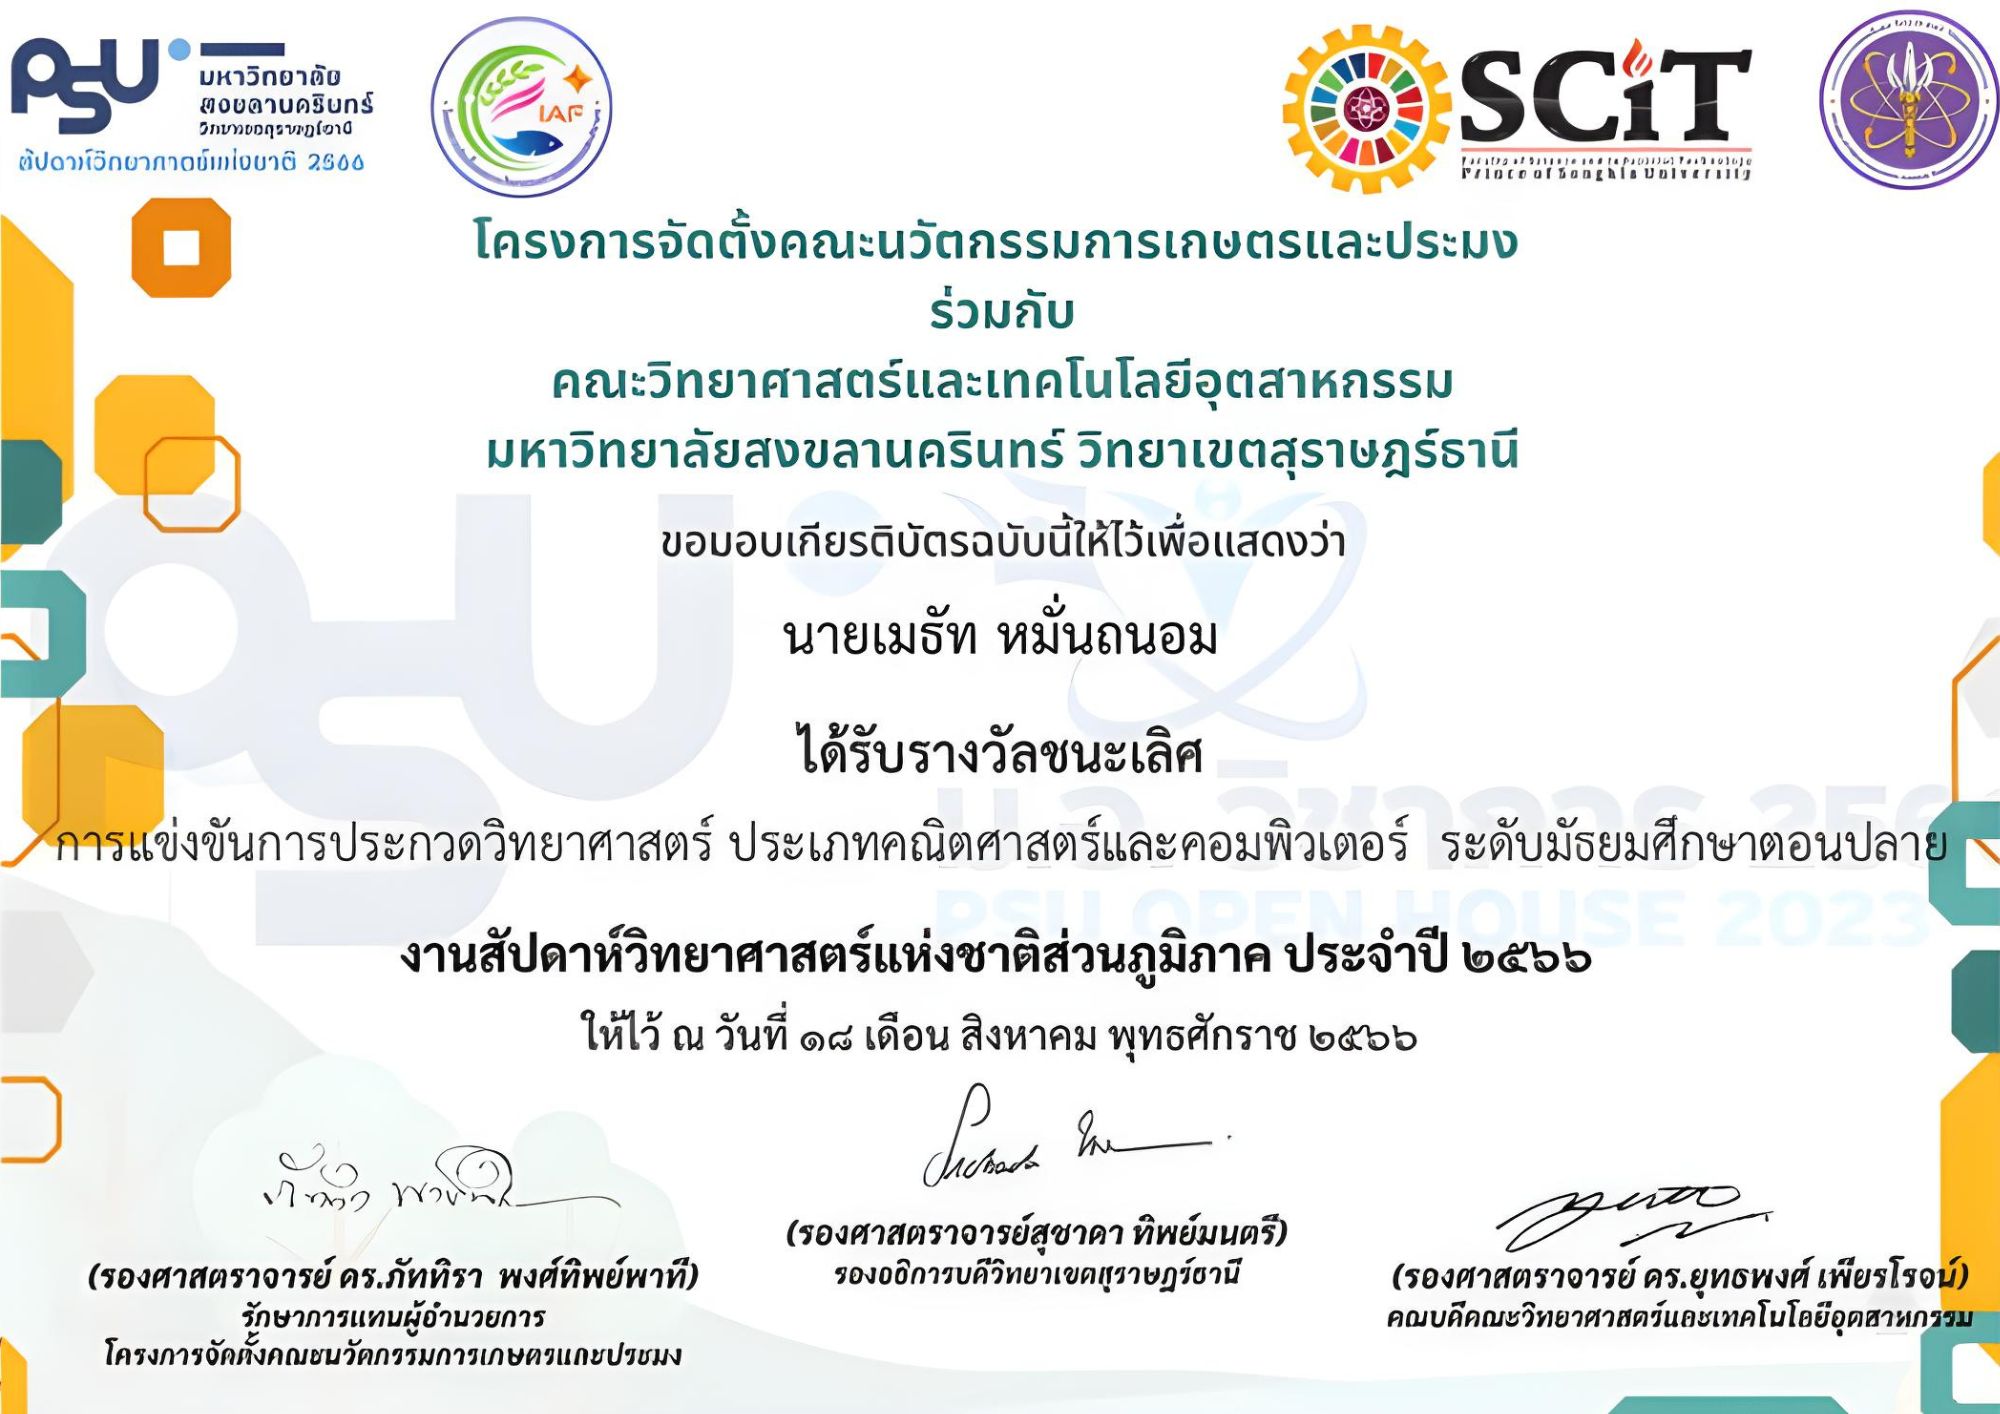 PSU
มหาวิทยาลัย
สงขลานครินทร์
วิทยาเขตสุราษฎร์ธานี
สัปดาห์วิทยาศาสตร์แห่งชาติ 2566
IAF
SCiT
Prince of Songkla University
โครงการจัดตั้งคณะนวัตกรรมการเกษตรและประมง
ร่วมกับ
คณะวิทยาศาสตร์และเทคโนโลยีอุตสาหกรรม
มหาวิทยาลัยสงขลานครินทร์ วิทยาเขตสุราษฎร์ธานี
ขอมอบเกียรติบัตรฉบับนี้ให้ไว้เพื่อแสดงว่า
นายเมธัท หมั่นถนอม
ได้รับรางวัลชนะเลิศ
การแข่งขันการประกวดวิทยาศาสตร์ ประเภทคณิตศาสตร์และคอมพิวเตอร์ ระดับมัธยมศึกษาตอนปลาย
ม.อ. วิชาการ 256
PSU OPEN HOUSE 2023
งานสัปดาห์วิทยาศาสตร์แห่งชาติส่วนภูมิภาค ประจำปี ๒๕๖๖
ให้ไว้ ณ วันที่ ๑๘ เดือน สิงหาคม พุทธศักราช ๒๕๖๖
(รองศาสตราจารย์ ดร.ภัททิรา พงศ์ทิพย์พาที)
รักษาการแทนผู้อำนวยการ
โครงการจัดตั้งคณะนวัตกรรมการเกษตรและประมง
(รองศาสตราจารย์สุชาดา ทิพย์มนตรี)
รองอธิการบดีวิทยาเขตสุราษฎร์ธานี
(รองศาสตราจารย์ ดร.ยุทธพงศ์ เพียรโรจน์)
คณบดีคณะวิทยาศาสตร์และเทคโนโลยีอุตสาหกรรม